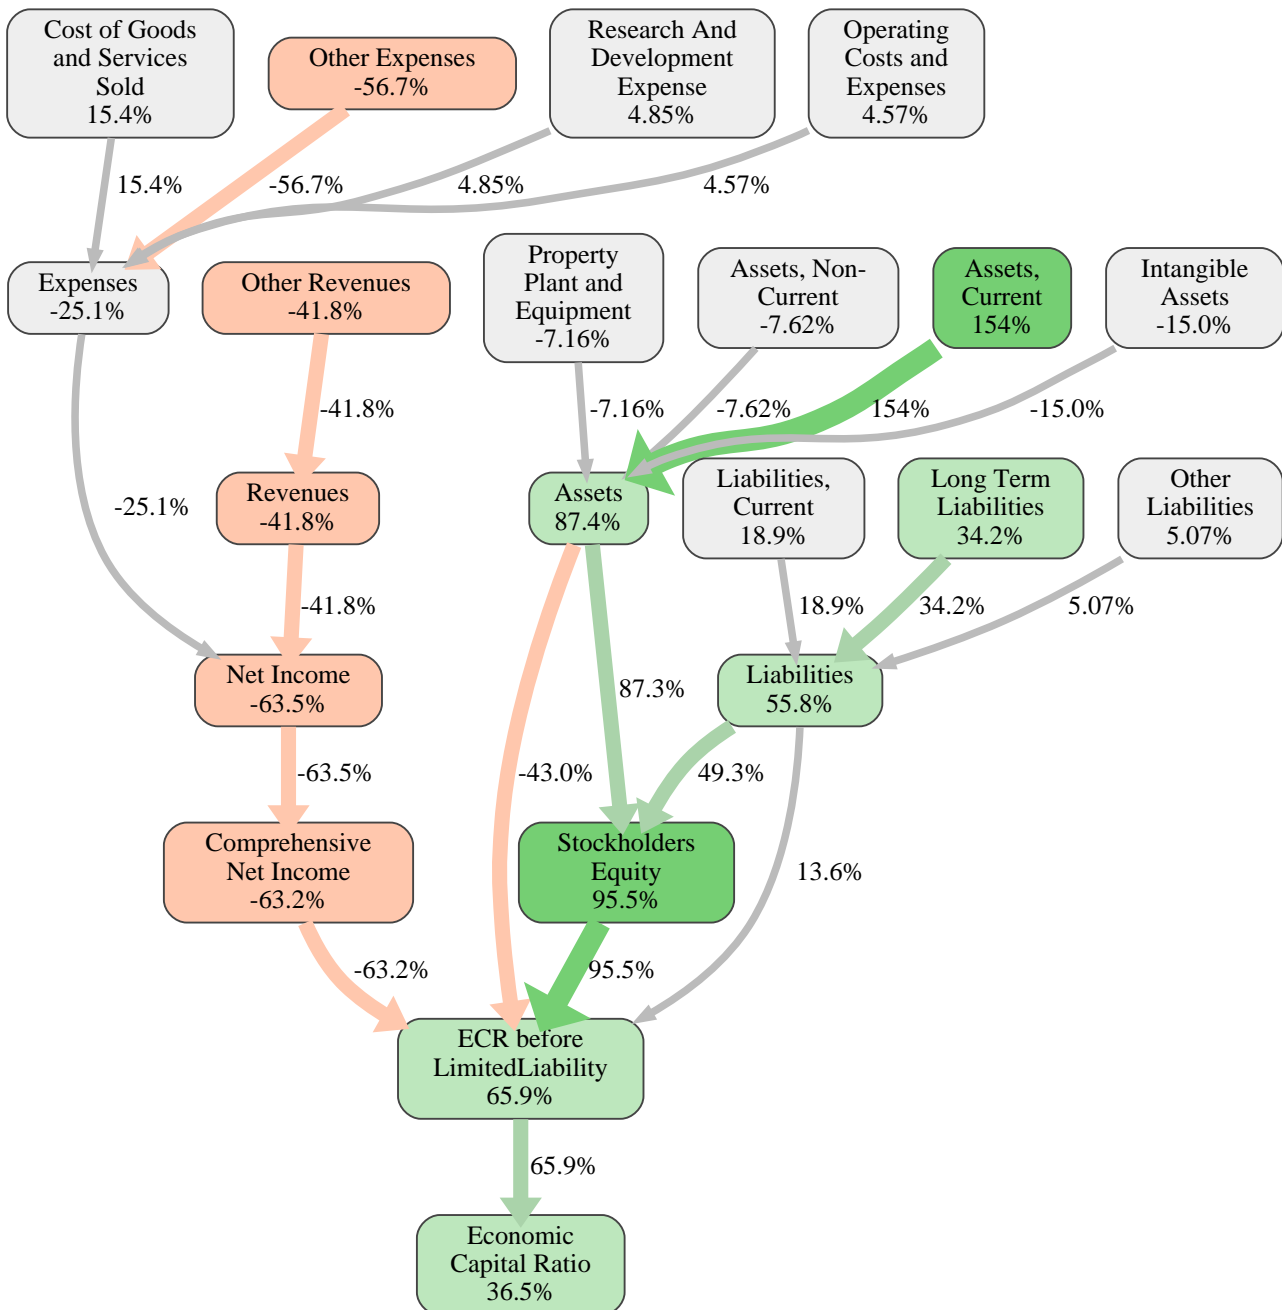 Cost of Goods
and Services
Sold
15.4%
Other Expenses
-56.7%
Research And
Development
Expense
4.85%
Operating
Costs and
Expenses
4.57%
15.4%
-56.7%
4.85%
4.57%
Expenses
-25.1%
Other Revenues
-41.8%
Property
Plant and
Equipment
-7.16%
Assets, Non-
Current
-7.62%
Assets,
Current
154%
Intangible
Assets
-15.0%
-41.8%
-7.16%
-7.62%
154%
-15.0%
-25.1%
Revenues
-41.8%
Assets
87.4%
Liabilities,
Current
18.9%
Long Term
Liabilities
34.2%
Other
Liabilities
5.07%
-41.8%
18.9%
34.2%
5.07%
Net Income
-63.5%
87.3%
Liabilities
55.8%
-63.5%
-43.0%
49.3%
Comprehensive
Net Income
-63.2%
Stockholders
Equity
95.5%
13.6%
-63.2%
95.5%
ECR before
LimitedLiability
65.9%
65.9%
Economic
Capital Ratio
36.5%